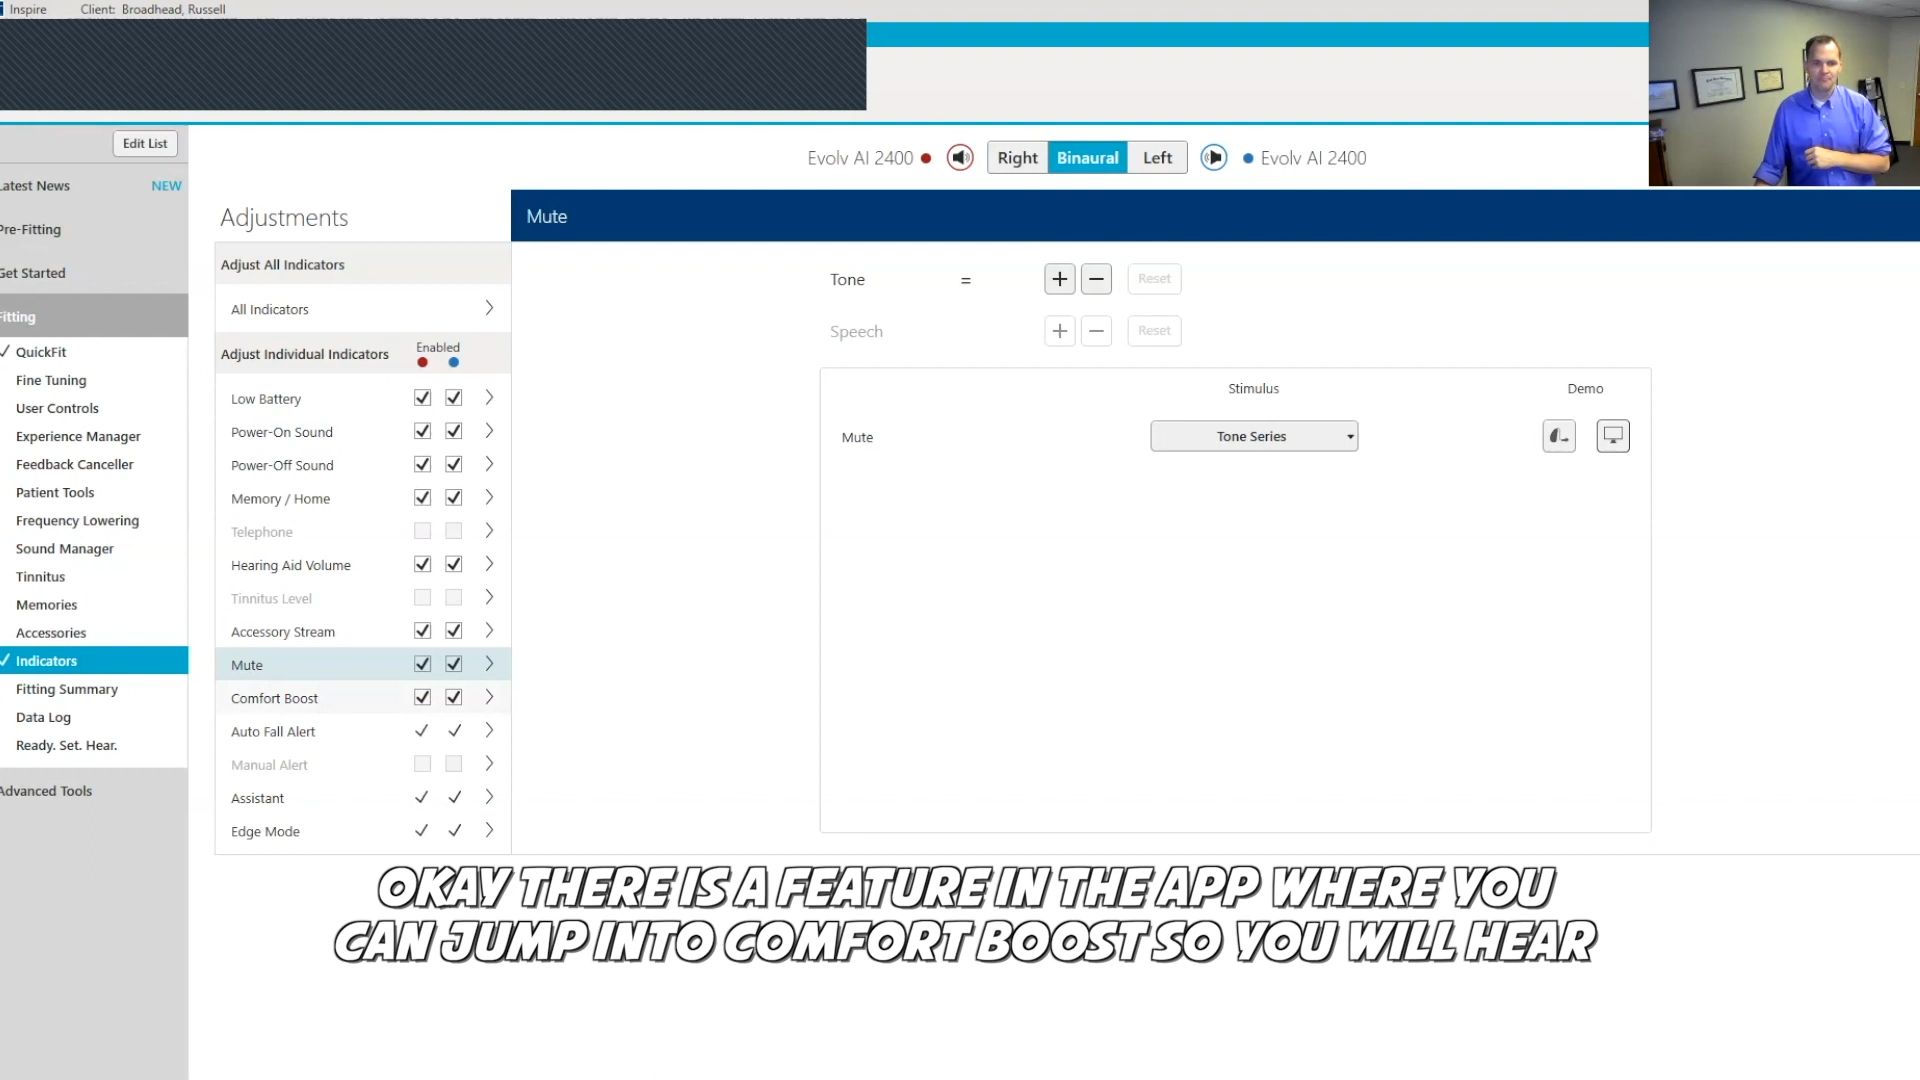 Inspire Client: Broadhead, Russell
Edit List
Latest News NEW
Pre-Fitting
Get Started
Fitting
QuickFit
Fine Tuning
User Controls
Experience Manager
Feedback Canceller
Patient Tools
Frequency Lowering
Sound Manager
Tinnitus
Memories
Accessories
Indicators
Fitting Summary
Data Log
Ready. Set. Hear.
Advanced Tools
Evolv AI 2400 Right Binaural Left Evolv AI 2400
Adjustments
Adjust All Indicators
All Indicators
Adjust Individual Indicators Enabled
Low Battery
Power-On Sound
Power-Off Sound
Memory / Home
Telephone
Hearing Aid Volume
Tinnitus Level
Accessory Stream
Mute
Comfort Boost
Auto Fall Alert
Manual Alert
Assistant
Edge Mode
Mute
Tone = + − Reset
Speech + − Reset
Stimulus Demo
Mute Tone Series
OKAY THERE IS A FEATURE IN THE APP WHERE YOU
CAN JUMP INTO COMFORT BOOST SO YOU WILL HEAR